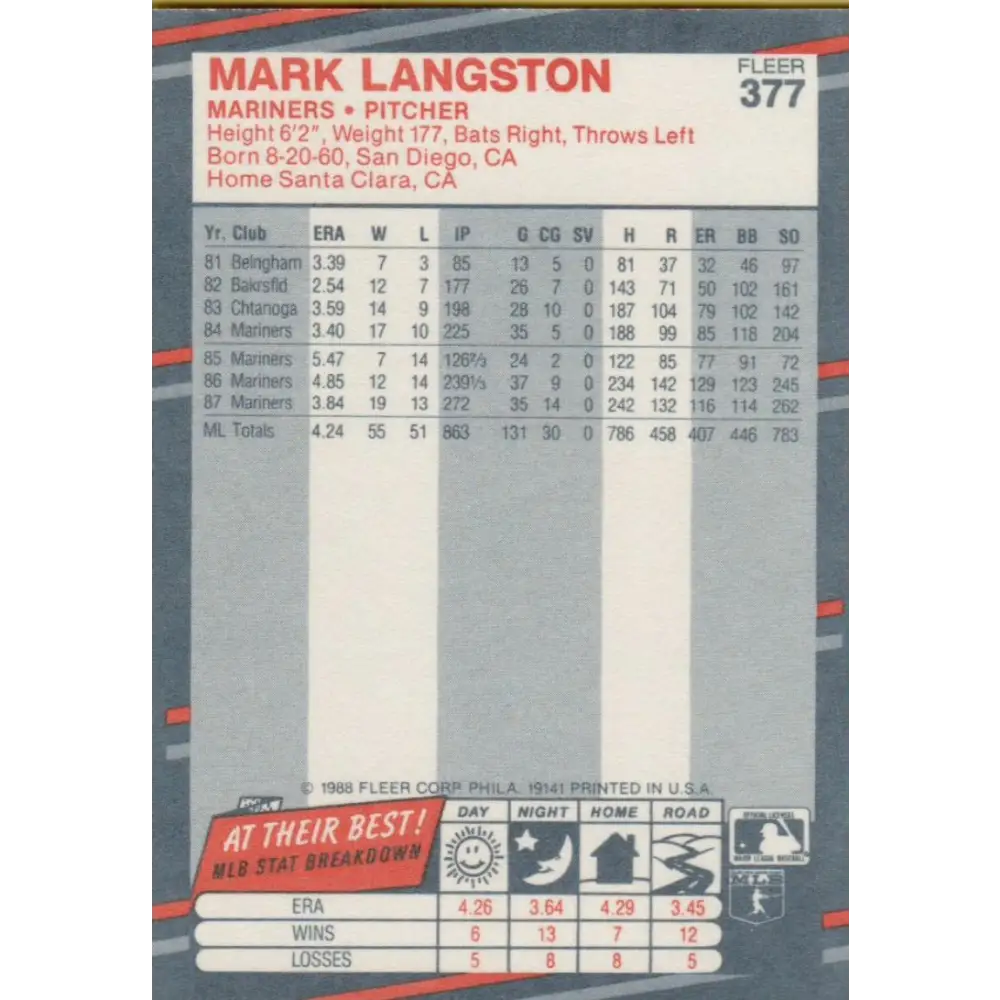 MARK LANGSTON
FLEER
377
MARINERS • PITCHER
Height 6'2", Weight 177, Bats Right, Throws Left
Born 8-20-60, San Diego, CA
Home Santa Clara, CA
Yr. Club ERA W L IP G CG SV H R ER BB SO
81 Belngham 3.39 7 3 85 13 5 0 81 37 32 46 97
82 Bakrsfld 2.54 12 7 177 26 7 0 143 71 50 102 161
83 Chtanoga 3.59 14 9 198 28 10 0 187 104 79 102 142
84 Mariners 3.40 17 10 225 35 5 0 188 99 85 118 204
85 Mariners 5.47 7 14 126⅔ 24 2 0 122 85 77 91 72
86 Mariners 4.85 12 14 239⅓ 37 9 0 234 142 129 123 245
87 Mariners 3.84 19 13 272 35 14 0 242 132 116 114 262
ML Totals 4.24 55 51 863 131 30 0 786 458 407 446 783
© 1988 FLEER CORP. PHILA. 19141 PRINTED IN U.S.A.
AT THEIR BEST!
MLB STAT BREAKDOWN
DAY NIGHT HOME ROAD
MAJOR LEAGUE BASEBALL
ERA 4.26 3.64 4.29 3.45
WINS 6 13 7 12
LOSSES 5 8 8 5